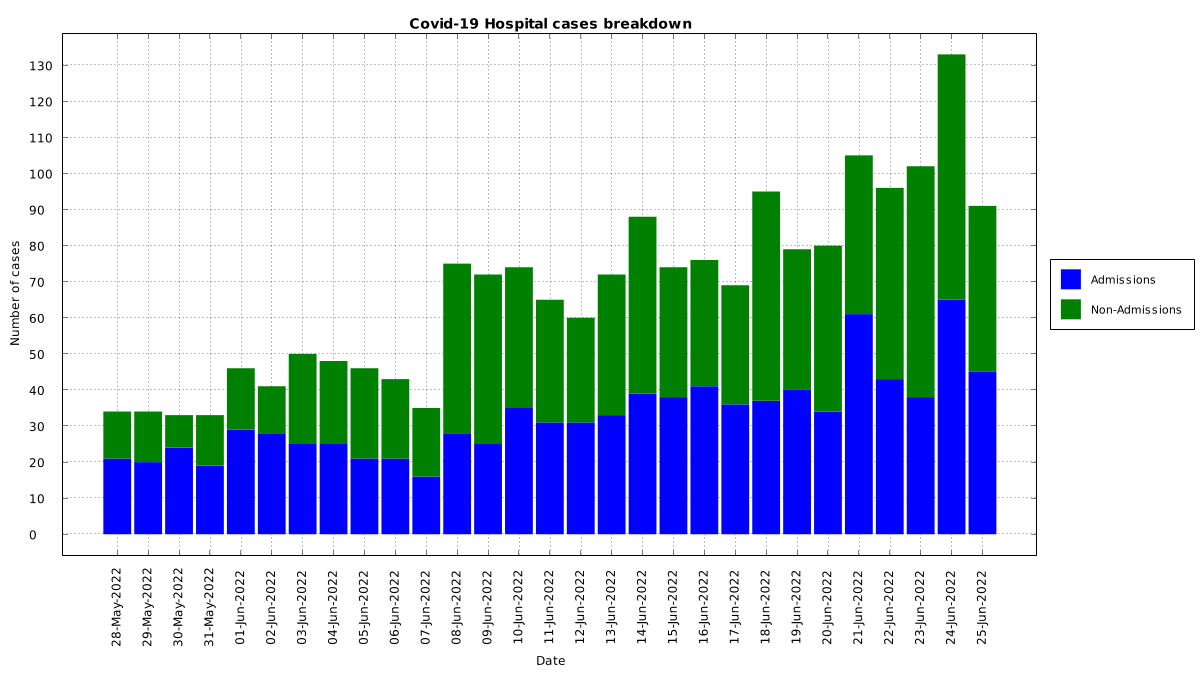 Covid-19 Hospital cases breakdown
Number of cases
130
120
110
100
90
80
70
60
50
40
30
20
10
0
28-May-2022
29-May-2022
30-May-2022
31-May-2022
01-Jun-2022
02-Jun-2022
03-Jun-2022
04-Jun-2022
05-Jun-2022
06-Jun-2022
07-Jun-2022
08-Jun-2022
09-Jun-2022
10-Jun-2022
11-Jun-2022
12-Jun-2022
13-Jun-2022
14-Jun-2022
15-Jun-2022
16-Jun-2022
17-Jun-2022
18-Jun-2022
19-Jun-2022
20-Jun-2022
21-Jun-2022
22-Jun-2022
23-Jun-2022
24-Jun-2022
25-Jun-2022
Date
Admissions
Non-Admissions